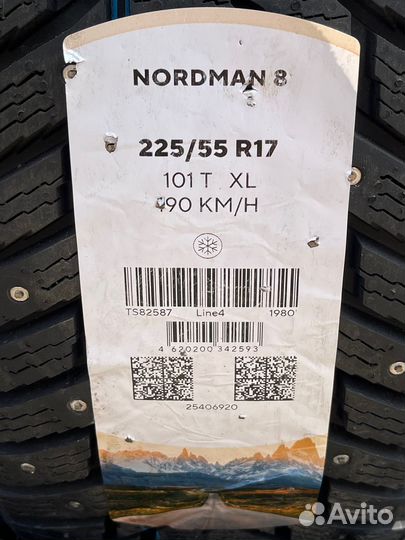 NORDMAN 8
225/55 R17
101 T XL
190 KM/H
TS82587 Line4 1980
4 620200 342593
25406920
Avito